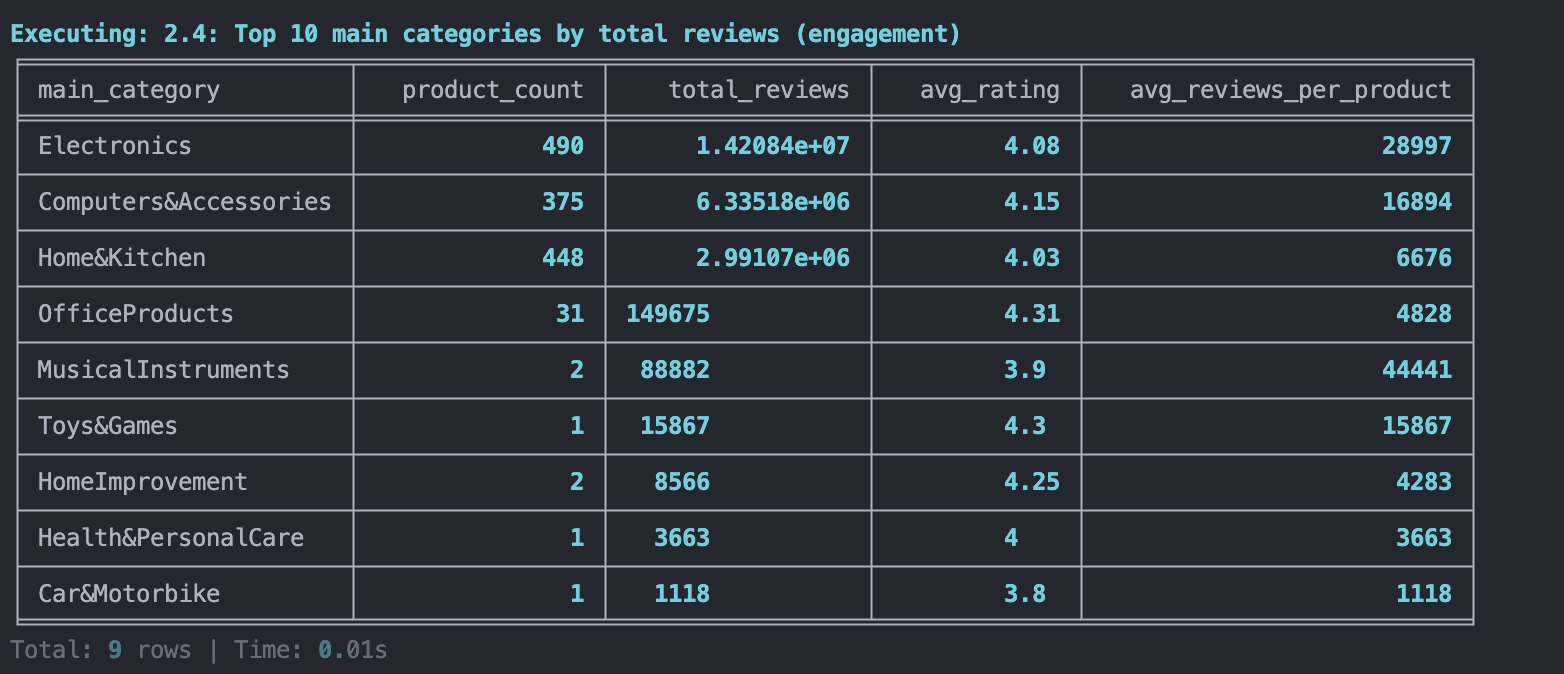 Executing: 2.4: Top 10 main categories by total reviews (engagement)
main_category product_count total_reviews avg_rating avg_reviews_per_product
Electronics 490 1.42084e+07 4.08 28997
Computers&Accessories 375 6.33518e+06 4.15 16894
Home&Kitchen 448 2.99107e+06 4.03 6676
OfficeProducts 31 149675 4.31 4828
MusicalInstruments 2 88882 3.9 44441
Toys&Games 1 15867 4.3 15867
HomeImprovement 2 8566 4.25 4283
Health&PersonalCare 1 3663 4 3663
Car&Motorbike 1 1118 3.8 1118
Total: 9 rows | Time: 0.01s